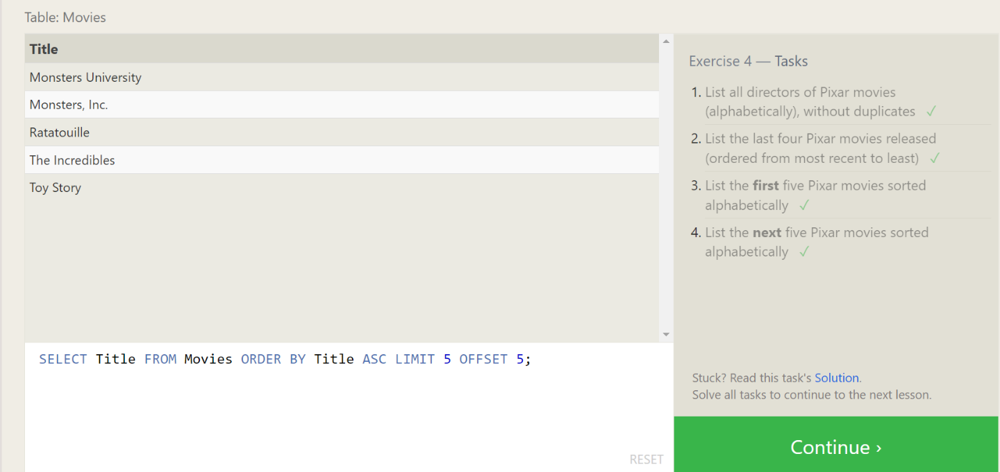 Table: Movies
Title
Monsters University
Monsters, Inc.
Ratatouille
The Incredibles
Toy Story
SELECT Title FROM Movies ORDER BY Title ASC LIMIT 5 OFFSET 5;
RESET
Exercise 4 — Tasks
1. List all directors of Pixar movies
(alphabetically), without duplicates ✓
2. List the last four Pixar movies released
(ordered from most recent to least) ✓
3. List the first five Pixar movies sorted
alphabetically ✓
4. List the next five Pixar movies sorted
alphabetically ✓
Stuck? Read this task's Solution.
Solve all tasks to continue to the next lesson.
Continue ›